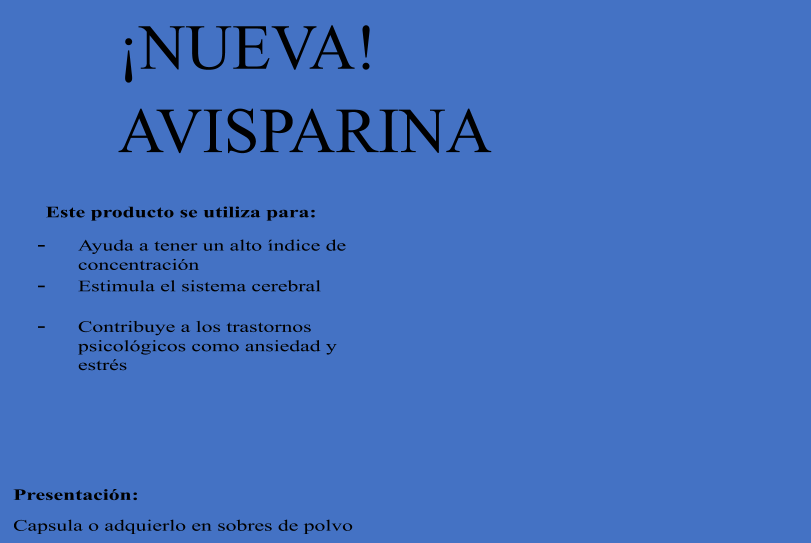 ¡NUEVA!
AVISPARINA
Este producto se utiliza para:
- Ayuda a tener un alto índice de
concentración
- Estimula el sistema cerebral
- Contribuye a los trastornos
psicológicos como ansiedad y
estrés
Presentación:
Capsula o adquierlo en sobres de polvo